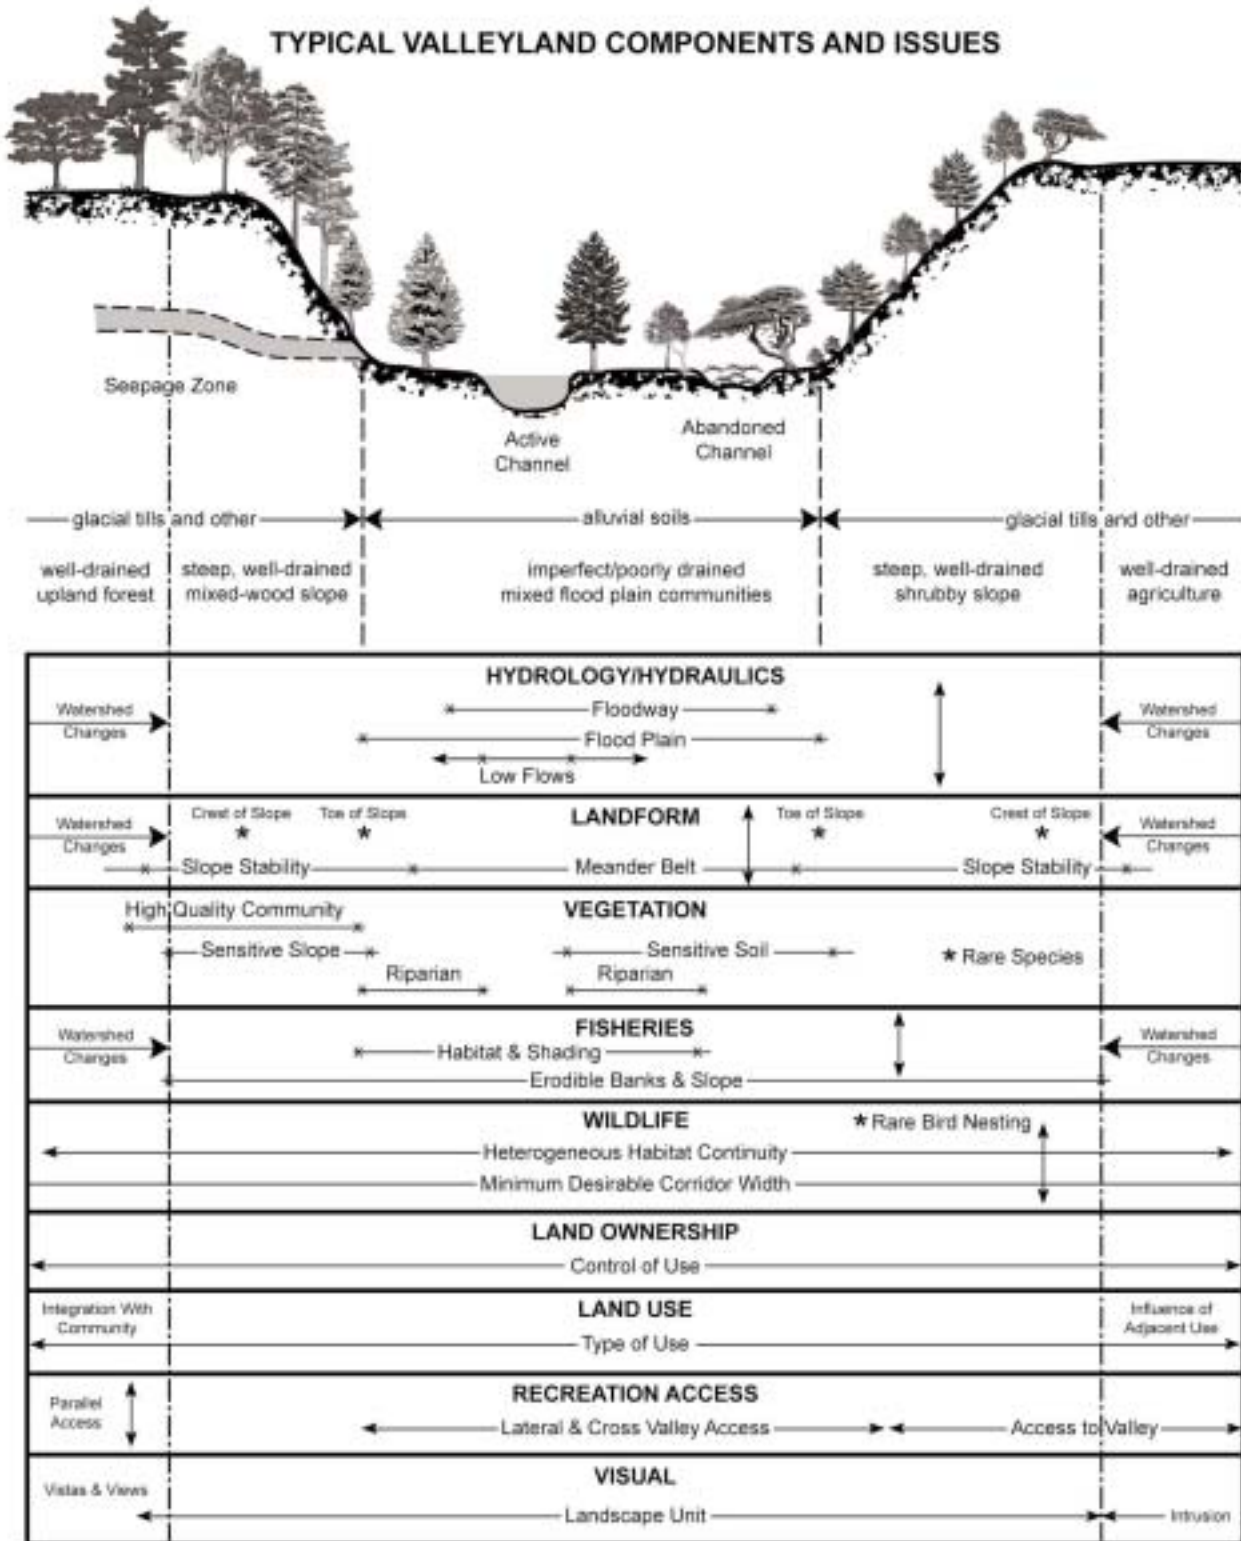 TYPICAL VALLEYLAND COMPONENTS AND ISSUES
Seepage Zone
Active
Channel
Abandoned
Channel
glacial tills and other
alluvial soils
glacial tills and other
well-drained
upland forest
steep, well-drained
mixed-wood slope
imperfect/poorly drained
mixed flood plain communities
steep, well-drained
shrubby slope
well-drained
agriculture
HYDROLOGY/HYDRAULICS
Watershed
Changes
Floodway
Flood Plain
Low Flows
Watershed
Changes
LANDFORM
Watershed
Changes
Crest of Slope
Toe of Slope
Toe of Slope
Crest of Slope
Watershed
Changes
Slope Stability
Meander Belt
Slope Stability
VEGETATION
High Quality Community
Sensitive Slope
Sensitive Soil
* Rare Species
Riparian
Riparian
FISHERIES
Watershed
Changes
Habitat & Shading
Erodible Banks & Slope
Watershed
Changes
WILDLIFE
* Rare Bird Nesting
Heterogeneous Habitat Continuity
Minimum Desirable Corridor Width
LAND OWNERSHIP
Control of Use
LAND USE
Integration With
Community
Type of Use
Influence of
Adjacent Use
RECREATION ACCESS
Parallel
Access
Lateral & Cross Valley Access
Access to Valley
VISUAL
Vistas & Views
Landscape Unit
Intrusion